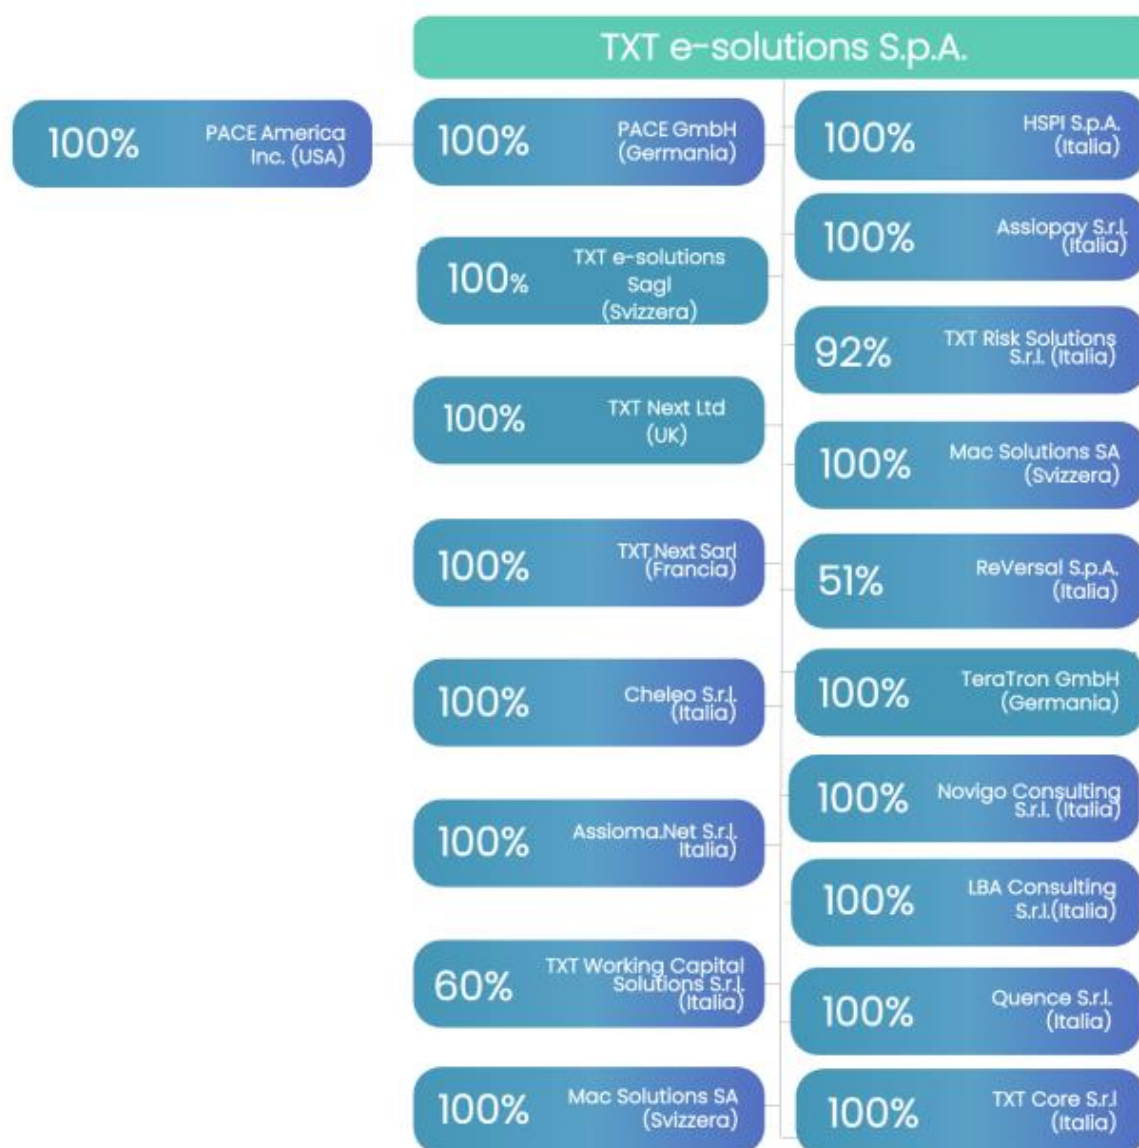 TXT e-solutions S.p.A.
100%
PACE America
Inc. (USA)
100%
PACE GmbH
(Germania)
100%
TXT e-solutions
Sagl
(Svizzera)
100%
TXT Next Ltd
(UK)
100%
TXT Next Sarl
(Francia)
100%
Cheleo S.r.l.
(Italia)
100%
Assioma.Net S.r.l.
Italia)
60%
TXT Working Capital
Solutions S.r.l.
(Italia)
100%
Mac Solutions SA
(Svizzera)
100%
HSPI S.p.A.
(Italia)
100%
Assiopay S.r.l.
(Italia)
92%
TXT Risk Solutions
S.r.l. (Italia)
100%
Mac Solutions SA
(Svizzera)
51%
ReVersal S.p.A.
(Italia)
100%
TeraTron GmbH
(Germania)
100%
Novigo Consulting
S.r.l. (Italia)
100%
LBA Consulting
S.r.l.(Italia)
100%
Quence S.r.l.
(Italia)
100%
TXT Core S.r.l
(Italia)